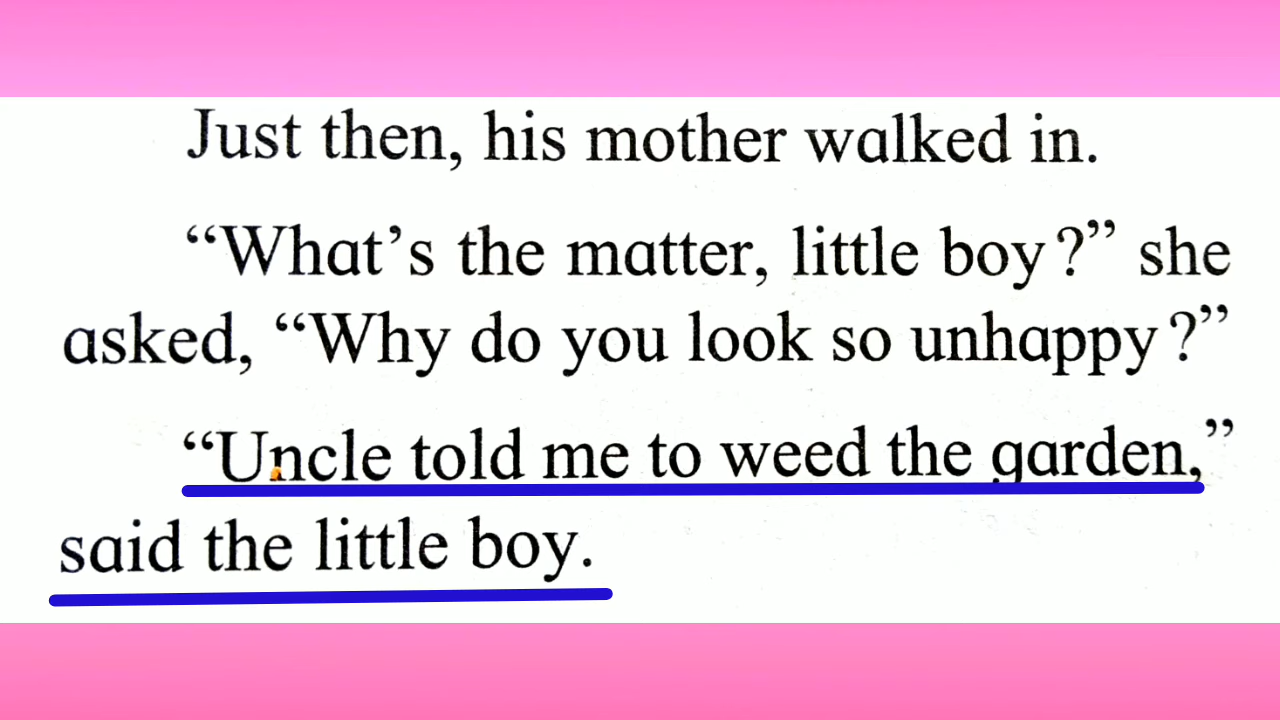 Just then, his mother walked in.
“What’s the matter, little boy?” she
asked, “Why do you look so unhappy?”
“Uncle told me to weed the garden,”
said the little boy.